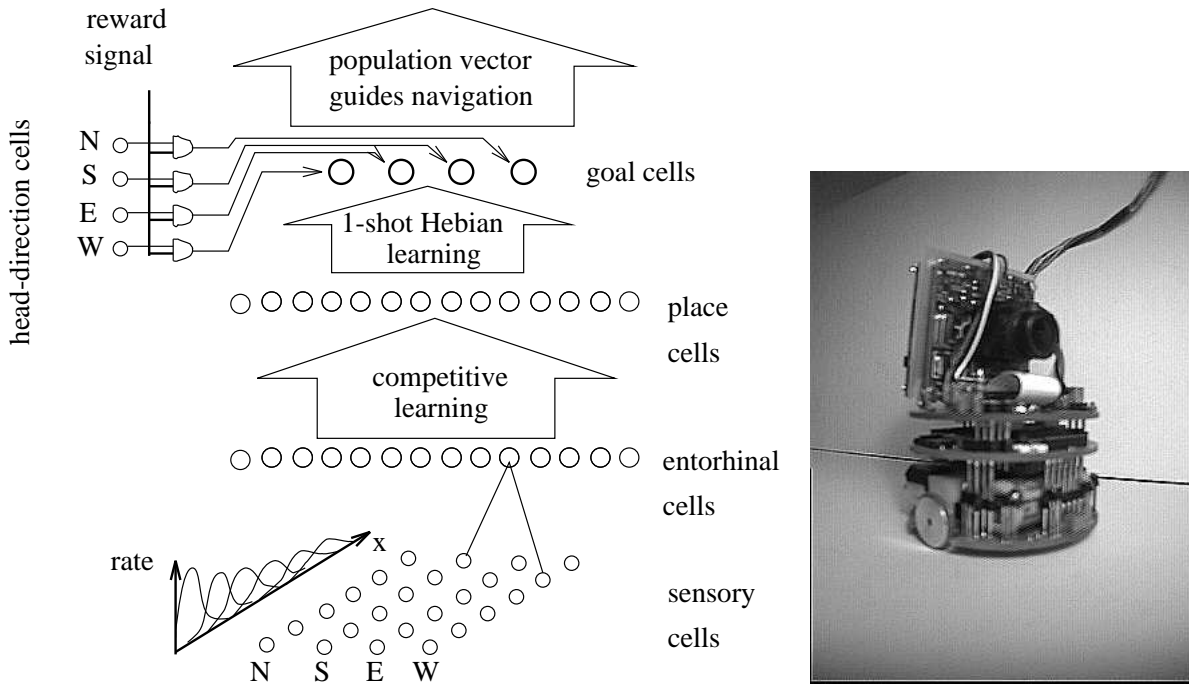 reward
signal
population vector
guides navigation
head-direction cells
N
S
E
W
goal cells
1-shot Hebian
learning
place
cells
competitive
learning
entorhinal
cells
rate
x
sensory
cells
N S E W